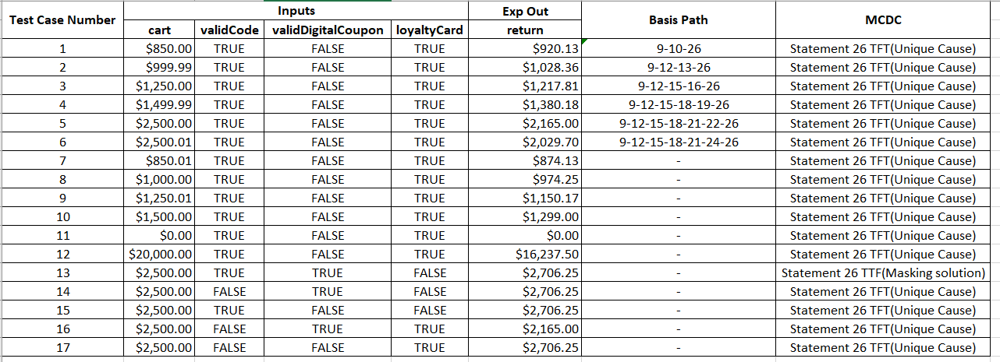 Test Case Number Inputs Exp Out Basis Path MCDC
cart validCode validDigitalCoupon loyaltyCard return
1 $850.00 TRUE FALSE TRUE $920.13 9-10-26 Statement 26 TFT(Unique Cause)
2 $999.99 TRUE FALSE TRUE $1,028.36 9-12-13-26 Statement 26 TFT(Unique Cause)
3 $1,250.00 TRUE FALSE TRUE $1,217.81 9-12-15-16-26 Statement 26 TFT(Unique Cause)
4 $1,499.99 TRUE FALSE TRUE $1,380.18 9-12-15-18-19-26 Statement 26 TFT(Unique Cause)
5 $2,500.00 TRUE FALSE TRUE $2,165.00 9-12-15-18-21-22-26 Statement 26 TFT(Unique Cause)
6 $2,500.01 TRUE FALSE TRUE $2,029.70 9-12-15-18-21-24-26 Statement 26 TFT(Unique Cause)
7 $850.01 TRUE FALSE TRUE $874.13 - Statement 26 TFT(Unique Cause)
8 $1,000.00 TRUE FALSE TRUE $974.25 - Statement 26 TFT(Unique Cause)
9 $1,250.01 TRUE FALSE TRUE $1,150.17 - Statement 26 TFT(Unique Cause)
10 $1,500.00 TRUE FALSE TRUE $1,299.00 - Statement 26 TFT(Unique Cause)
11 $0.00 TRUE FALSE TRUE $0.00 - Statement 26 TFT(Unique Cause)
12 $20,000.00 TRUE FALSE TRUE $16,237.50 - Statement 26 TFT(Unique Cause)
13 $2,500.00 TRUE TRUE FALSE $2,706.25 - Statement 26 TTF(Masking solution)
14 $2,500.00 FALSE TRUE FALSE $2,706.25 - Statement 26 TFT(Unique Cause)
15 $2,500.00 TRUE FALSE FALSE $2,706.25 - Statement 26 TFT(Unique Cause)
16 $2,500.00 FALSE TRUE TRUE $2,165.00 - Statement 26 TFT(Unique Cause)
17 $2,500.00 FALSE FALSE TRUE $2,706.25 - Statement 26 TFT(Unique Cause)